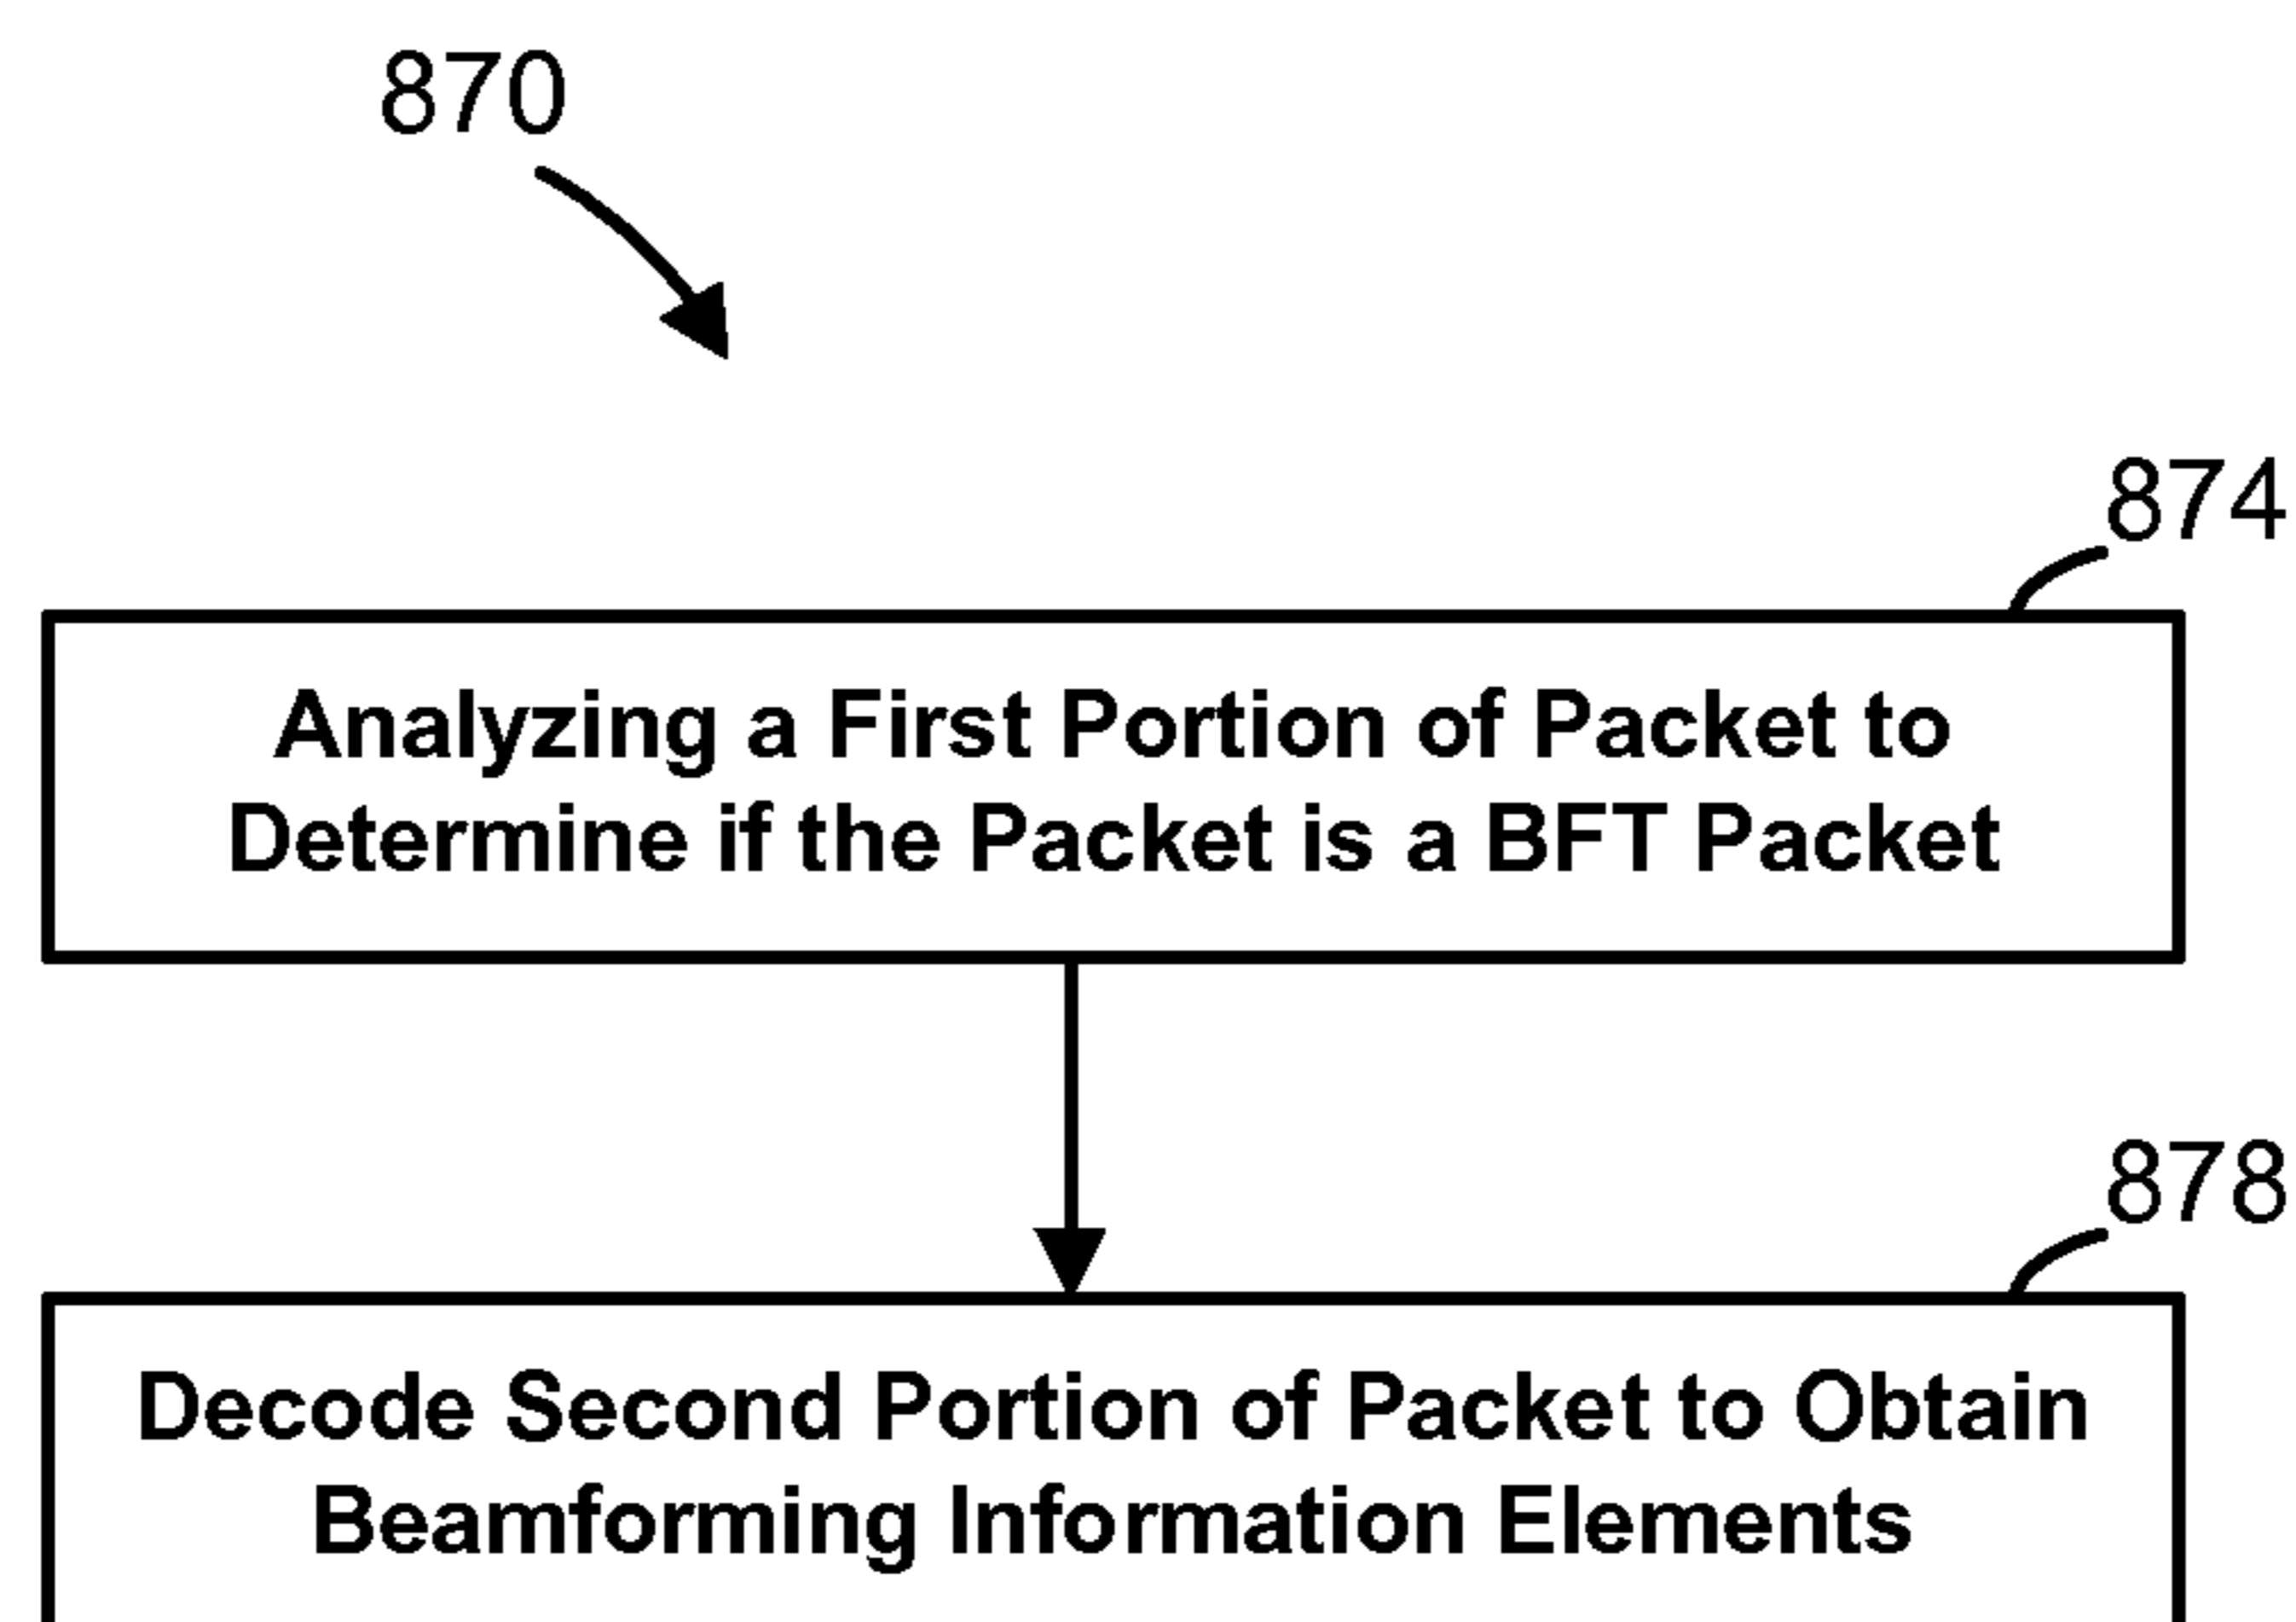 870
874
Analyzing a First Portion of Packet to
Determine if the Packet is a BFT Packet
878
Decode Second Portion of Packet to Obtain
Beamforming Information Elements